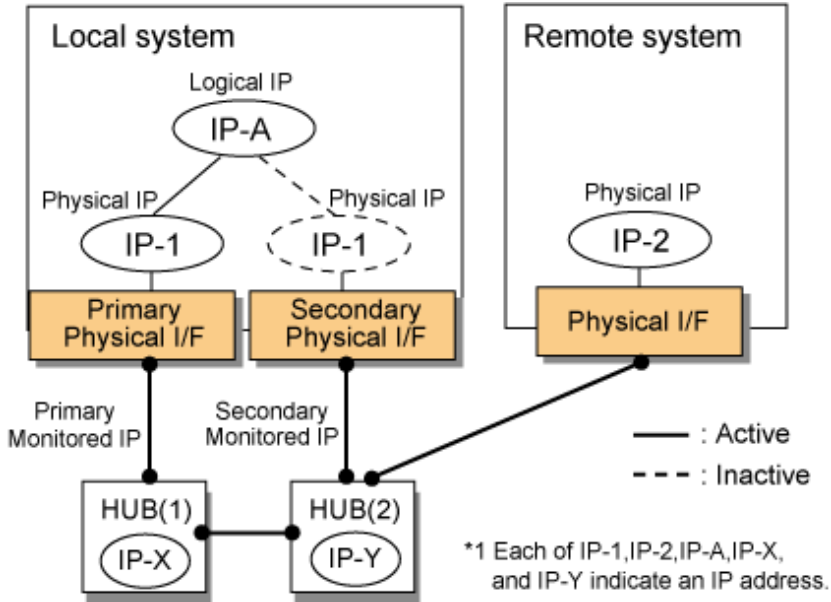 Local system
Logical IP
IP-A
Physical IP
IP-1
Physical IP
IP-1
Primary
Physical I/F
Secondary
Physical I/F
Remote system
Physical IP
IP-2
Physical I/F
Primary
Monitored IP
Secondary
Monitored IP
HUB(1)
IP-X
HUB(2)
IP-Y
: Active
: Inactive
*1 Each of IP-1,IP-2,IP-A,IP-X,
and IP-Y indicate an IP address.